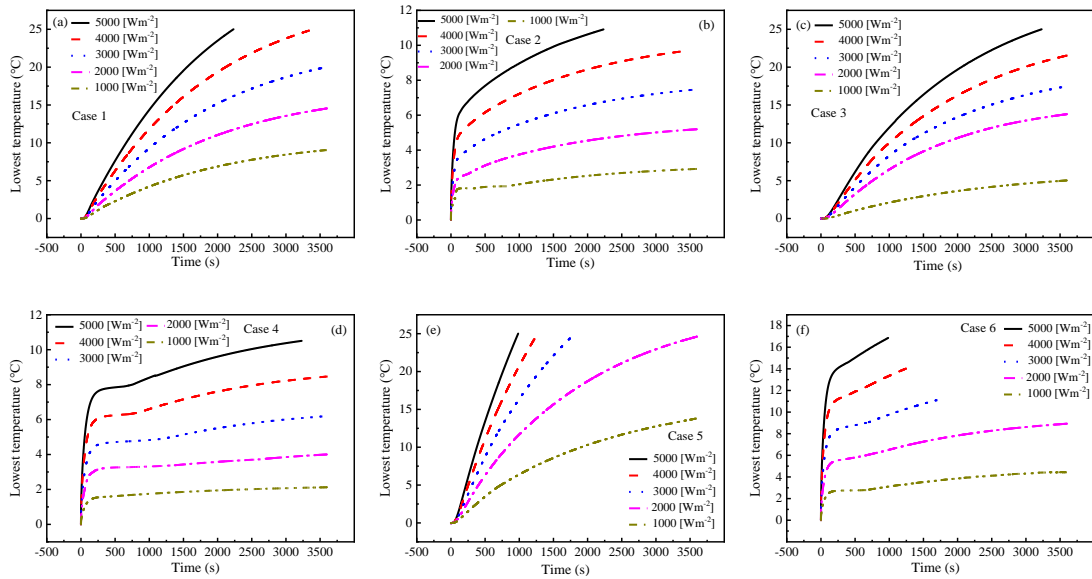 (a)
5000 [Wm⁻²]
4000 [Wm⁻²]
3000 [Wm⁻²]
2000 [Wm⁻²]
1000 [Wm⁻²]
Case 1
25
20
15
10
5
0
Lowest temperature (°C)
-500 0 500 1000 1500 2000 2500 3000 3500
Time (s)
5000 [Wm⁻²] 1000 [Wm⁻²]
4000 [Wm⁻²]
3000 [Wm⁻²]
2000 [Wm⁻²]
Case 2
(b)
12
10
8
6
4
2
0
Lowest temperature (°C)
-500 0 500 1000 1500 2000 2500 3000 3500
Time (s)
(c)
5000 [Wm⁻²]
4000 [Wm⁻²]
3000 [Wm⁻²]
2000 [Wm⁻²]
1000 [Wm⁻²]
Case 3
25
20
15
10
5
0
Lowest temperature (°C)
-500 0 500 1000 1500 2000 2500 3000 3500
Time (s)
5000 [Wm⁻²] 2000 [Wm⁻²]
4000 [Wm⁻²] 1000 [Wm⁻²]
3000 [Wm⁻²]
Case 4
(d)
12
10
8
6
4
2
0
Lowest temperature (°C)
-500 0 500 1000 1500 2000 2500 3000 3500
Time (s)
(e)
Case 5
5000 [Wm⁻²]
4000 [Wm⁻²]
3000 [Wm⁻²]
2000 [Wm⁻²]
1000 [Wm⁻²]
25
20
15
10
5
0
Lowest temperature (°C)
-500 0 500 1000 1500 2000 2500 3000 3500
Time (s)
(f)
Case 6
5000 [Wm⁻²]
4000 [Wm⁻²]
3000 [Wm⁻²]
2000 [Wm⁻²]
1000 [Wm⁻²]
18
16
14
12
10
8
6
4
2
0
Lowest temperature (°C)
-500 0 500 1000 1500 2000 2500 3000 3500
Time (s)